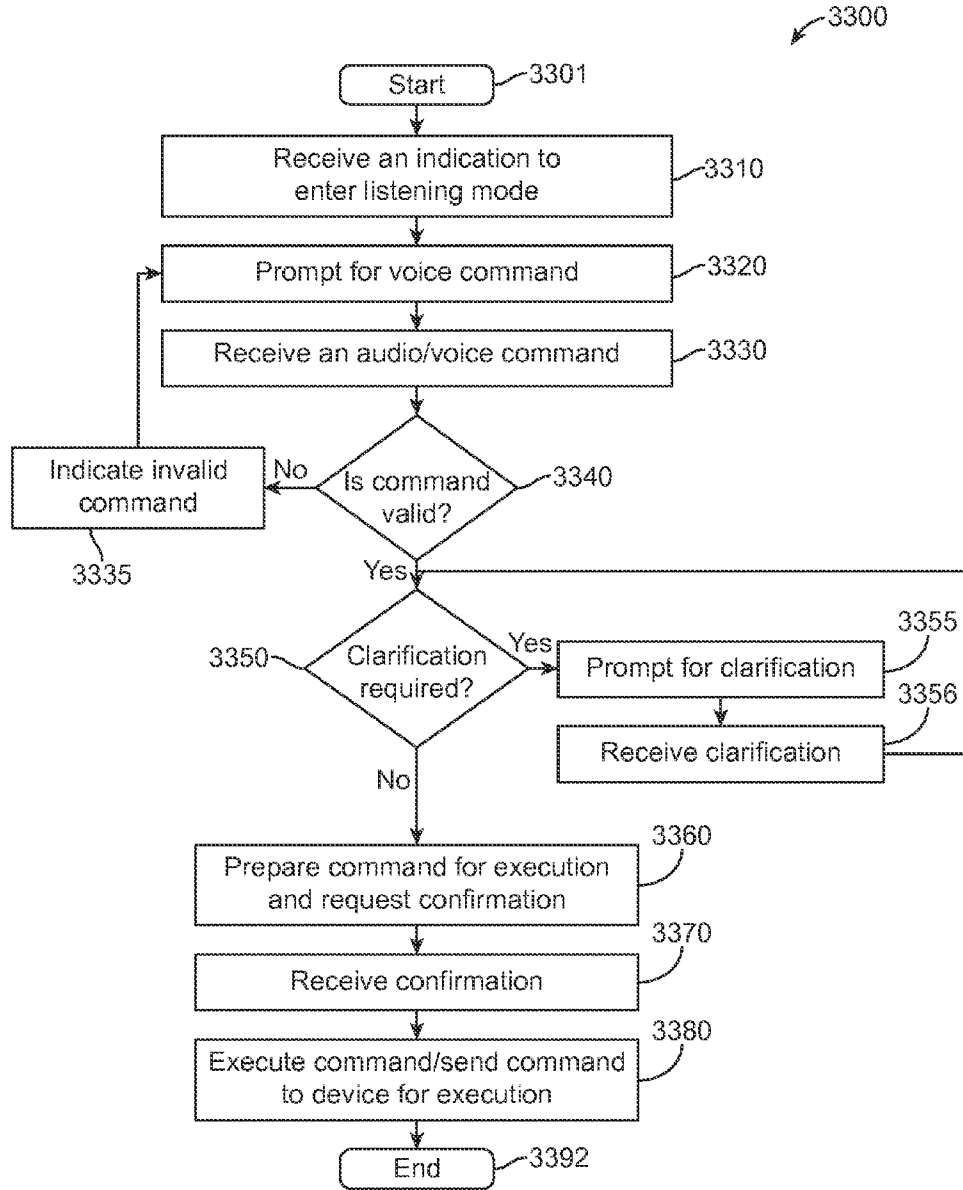 3300
Start
3301
Receive an indication to
enter listening mode
3310
Prompt for voice command
3320
Receive an audio/voice command
3330
Is command
valid?
3340
No
Indicate invalid
command
3335
Yes
Clarification
required?
3350
Yes
Prompt for clarification
3355
Receive clarification
3356
No
Prepare command for execution
and request confirmation
3360
Receive confirmation
3370
Execute command/send command
to device for execution
3380
End
3392